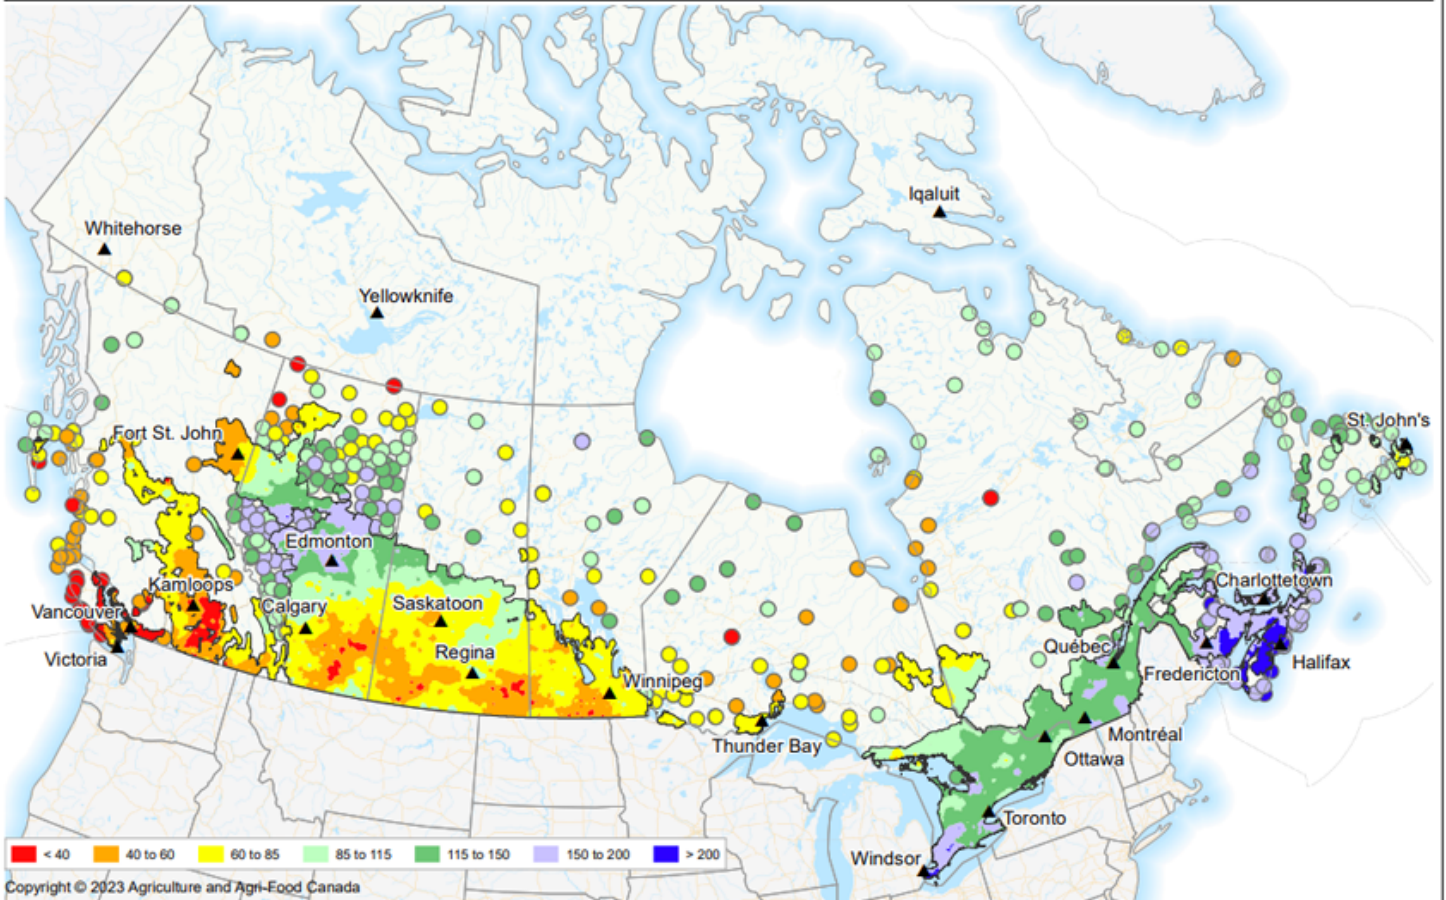 Iqaluit
Whitehorse
Yellowknife
St. John's
Fort St. John
Edmonton
Charlottetown
Kamloops
Saskatoon
Calgary
Vancouver
Québec
Regina
Victoria
Halifax
Fredericton
Winnipeg
Montréal
Thunder Bay
Ottawa
Toronto
Windsor
< 40 40 to 60 60 to 85 85 to 115 115 to 150 150 to 200 > 200
Copyright © 2023 Agriculture and Agri-Food Canada